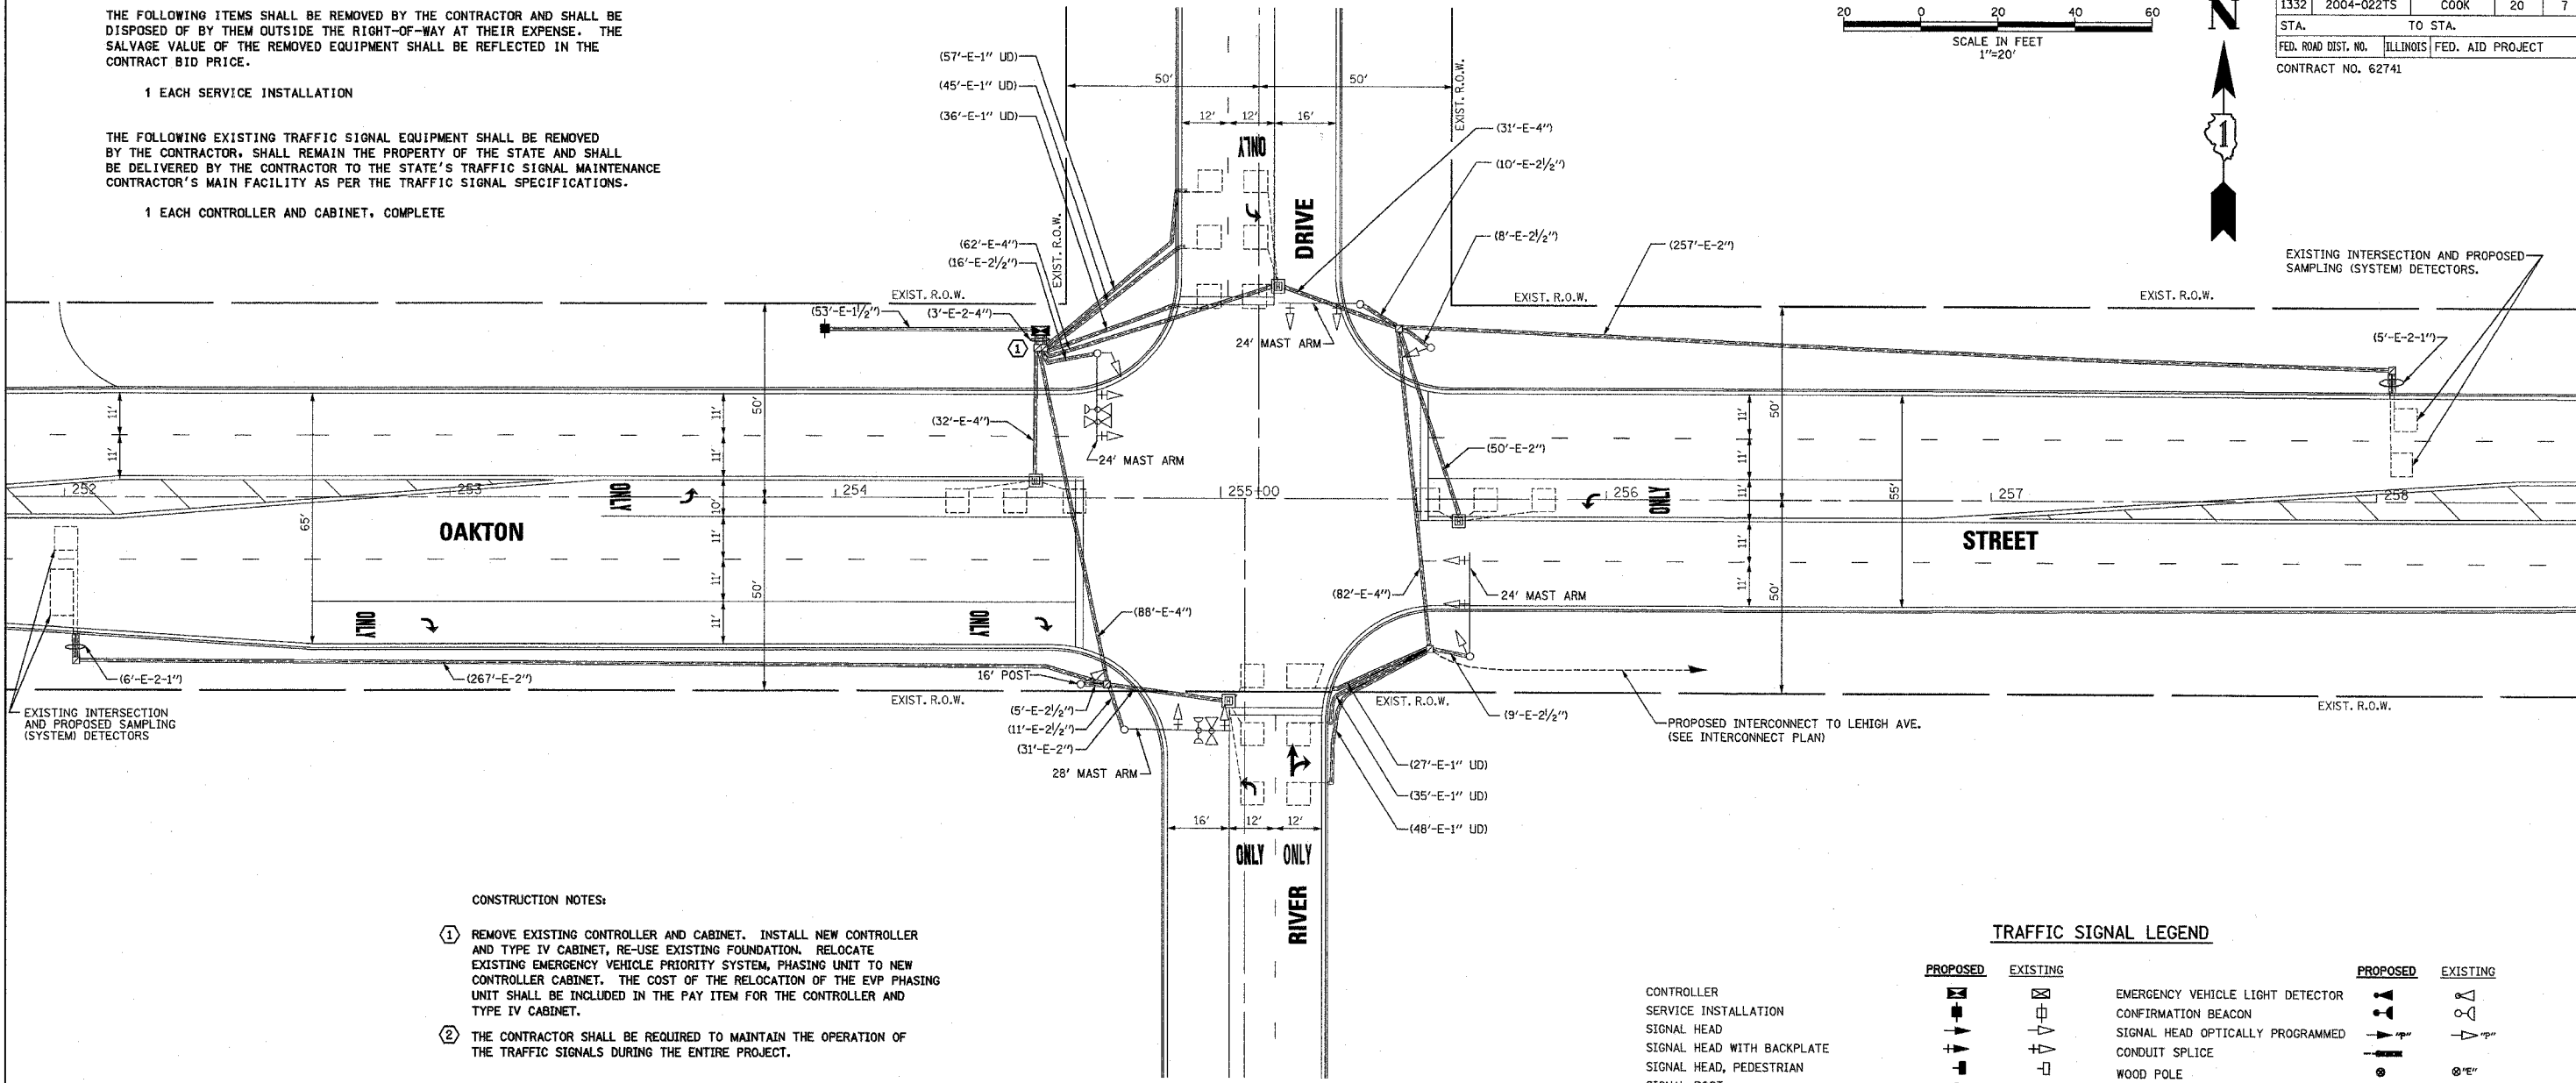 THE FOLLOWING ITEMS SHALL BE REMOVED BY THE CONTRACTOR AND SHALL BE
DISPOSED OF BY THEM OUTSIDE THE RIGHT-OF-WAY AT THEIR EXPENSE. THE
SALVAGE VALUE OF THE REMOVED EQUIPMENT SHALL BE REFLECTED IN THE
CONTRACT BID PRICE.
1 EACH SERVICE INSTALLATION
THE FOLLOWING EXISTING TRAFFIC SIGNAL EQUIPMENT SHALL BE REMOVED
BY THE CONTRACTOR, SHALL REMAIN THE PROPERTY OF THE STATE AND SHALL
BE DELIVERED BY THE CONTRACTOR TO THE STATE'S TRAFFIC SIGNAL MAINTENANCE
CONTRACTOR'S MAIN FACILITY AS PER THE TRAFFIC SIGNAL SPECIFICATIONS.
1 EACH CONTROLLER AND CABINET, COMPLETE
20 0 20 40 60
SCALE IN FEET
1"=20'
N
1
1332 2004-022TS COOK 20 7
STA. TO STA.
FED. ROAD DIST. NO. ILLINOIS FED. AID PROJECT
CONTRACT NO. 62741
(57'-E-1" UD)
(45'-E-1" UD)
(36'-E-1" UD)
50' 50'
EXIST. R.O.W.
12' 12' 16'
ONLY
DRIVE
(31'-E-4")
(10'-E-2½")
(8'-E-2½")
(257'-E-2")
(62'-E-4")
(16'-E-2½")
EXIST. R.O.W.
EXIST. R.O.W.
(53'-E-1½")
(3'-E-2-4")
1
24' MAST ARM
EXIST. R.O.W.
EXIST. R.O.W.
EXISTING INTERSECTION AND PROPOSED
SAMPLING (SYSTEM) DETECTORS.
(5'-E-2-1")
11'
11'
11'
11'
50'
(32'-E-4")
24' MAST ARM
(50'-E-2")
11'
11'
50'
252 253 254 255+00 256 257 258
ONLY
10'
ONLY
11'
55'
OAKTON
STREET
65'
11'
11'
11'
50'
ONLY
ONLY
(88'-E-4")
(82'-E-4")
24' MAST ARM
11'
11'
50'
(6'-E-2-1")
(267'-E-2")
16' POST
EXIST. R.O.W.
(5'-E-2½")
(11'-E-2½")
(31'-E-2")
28' MAST ARM
EXISTING INTERSECTION
AND PROPOSED SAMPLING
(SYSTEM) DETECTORS
EXIST. R.O.W.
(9'-E-2½")
PROPOSED INTERCONNECT TO LEHIGH AVE.
(SEE INTERCONNECT PLAN)
EXIST. R.O.W.
(27'-E-1" UD)
(35'-E-1" UD)
(48'-E-1" UD)
16' 12' 12'
ONLY ONLY
RIVER
CONSTRUCTION NOTES:
1 REMOVE EXISTING CONTROLLER AND CABINET. INSTALL NEW CONTROLLER
AND TYPE IV CABINET, RE-USE EXISTING FOUNDATION. RELOCATE
EXISTING EMERGENCY VEHICLE PRIORITY SYSTEM, PHASING UNIT TO NEW
CONTROLLER CABINET. THE COST OF THE RELOCATION OF THE EVP PHASING
UNIT SHALL BE INCLUDED IN THE PAY ITEM FOR THE CONTROLLER AND
TYPE IV CABINET.
2 THE CONTRACTOR SHALL BE REQUIRED TO MAINTAIN THE OPERATION OF
THE TRAFFIC SIGNALS DURING THE ENTIRE PROJECT.
TRAFFIC SIGNAL LEGEND
PROPOSED EXISTING
CONTROLLER
SERVICE INSTALLATION
SIGNAL HEAD
SIGNAL HEAD WITH BACKPLATE
SIGNAL HEAD, PEDESTRIAN
PROPOSED EXISTING
EMERGENCY VEHICLE LIGHT DETECTOR
CONFIRMATION BEACON
SIGNAL HEAD OPTICALLY PROGRAMMED "P" "P"
CONDUIT SPLICE
WOOD POLE "E"